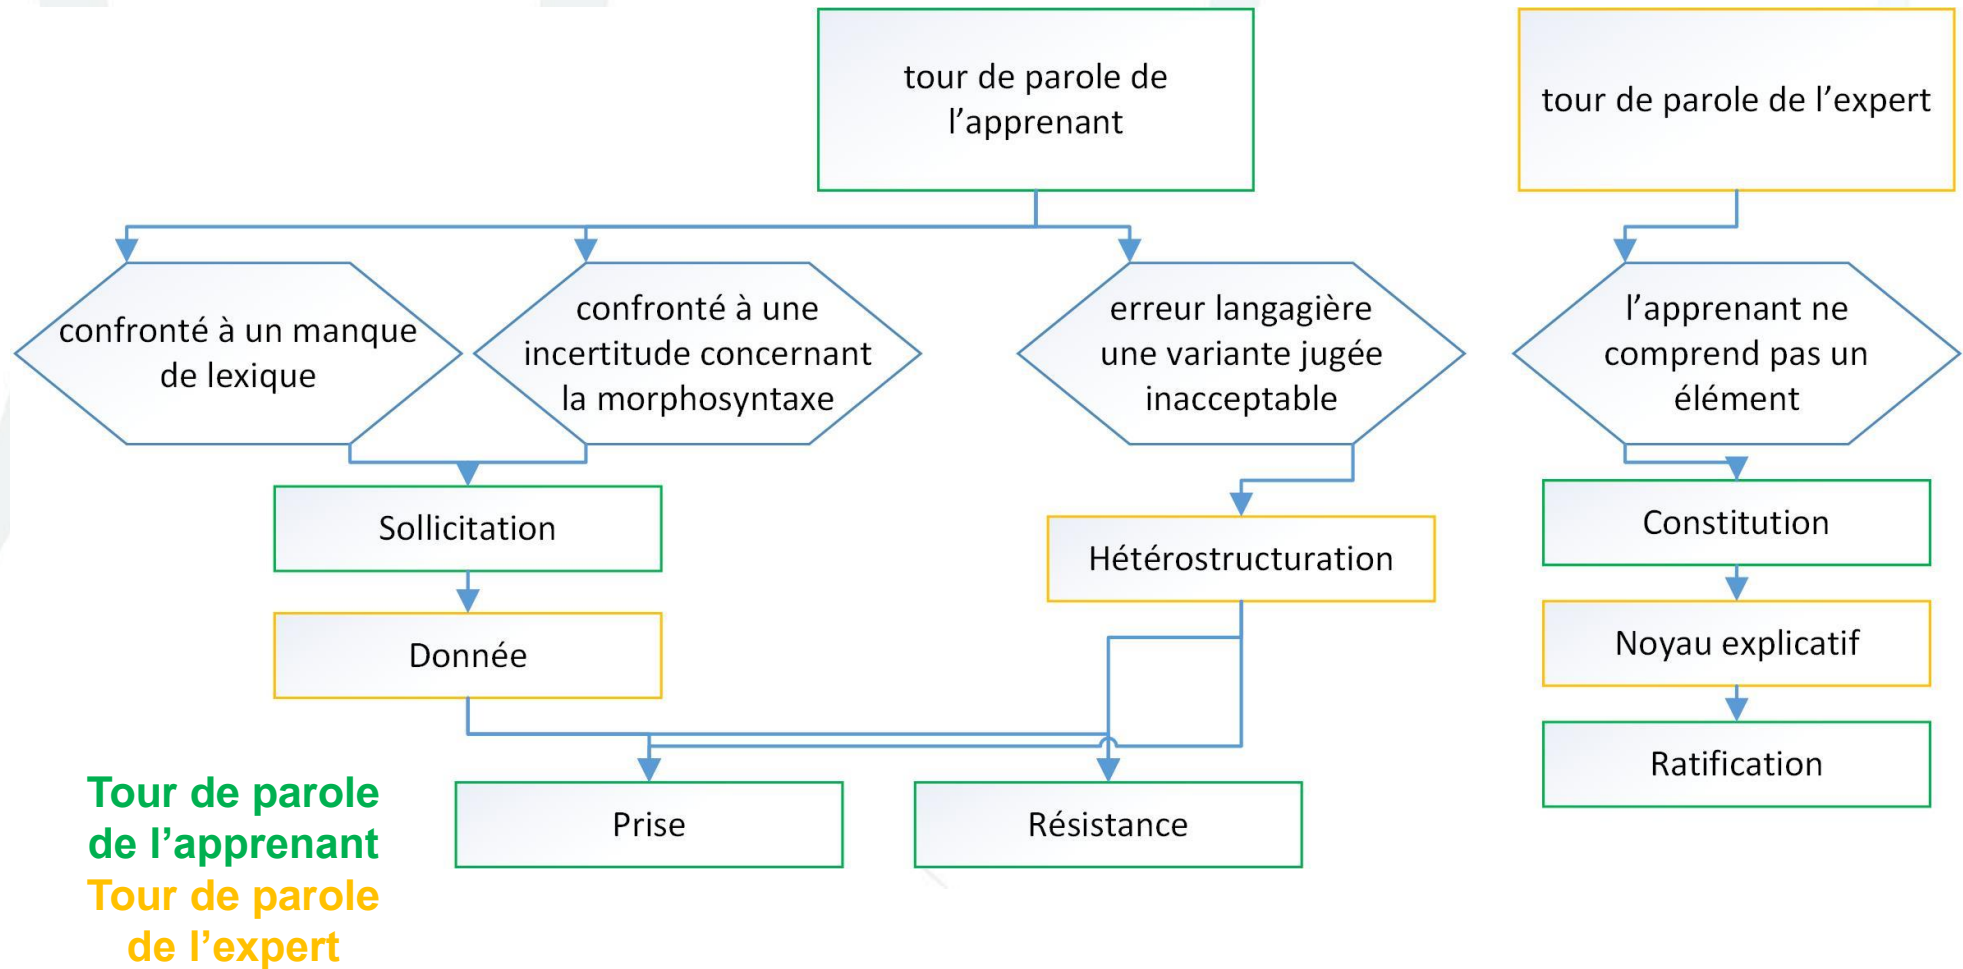 tour de parole de
l’apprenant
tour de parole de l’expert
confronté à un manque
de lexique
confronté à une
incertitude concernant
la morphosyntaxe
erreur langagière
une variante jugée
inacceptable
l’apprenant ne
comprend pas un
élément
Sollicitation
Hétérostructuration
Constitution
Donnée
Noyau explicatif
Prise
Résistance
Ratification
Tour de parole
de l’apprenant
Tour de parole
de l’expert